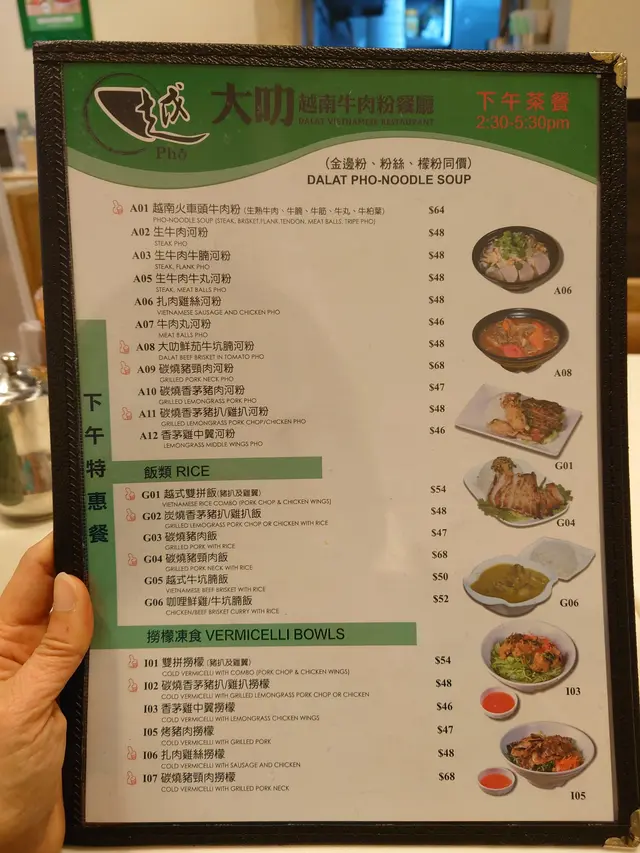 越
Phở
大叻 越南牛肉粉餐廳
DALAT VIETNAMESE RESTAURANT
下午茶餐
2:30-5:30pm
(金邊粉、粉絲、檬粉同價)
DALAT PHO-NOODLE SOUP
A01 越南火車頭牛肉粉 (生熟牛肉、牛腩、牛筋、牛丸、牛柏葉) $64
PHO-NOODLE SOUP (STEAK, BRISKET,FLANK,TENDON, MEAT BALLS, TRIPE PHO)
A02 生牛肉河粉 $48
STEAK PHO
A03 生牛肉牛腩河粉 $48
STEAK, FLANK PHO
A05 生牛肉牛丸河粉 $48
STEAK, MEAT BALLS PHO
A06 扎肉雞絲河粉 $48
VIETNAMESE SAUSAGE AND CHICKEN PHO
A07 牛肉丸河粉 $46
MEAT BALLS PHO
A08 大叻鮮茄牛坑腩河粉 $48
DALAT BEEF BRISKET IN TOMATO PHO
A09 碳燒豬頸肉河粉 $68
GRILLED PORK NECK PHO
A10 碳燒香茅豬肉河粉 $47
GRILLED LEMONGRASS PORK PHO
A11 碳燒香茅豬扒/雞扒河粉 $48
GRILLED LEMONGRASS PORK CHOP/CHICKEN PHO
A12 香茅雞中翼河粉 $46
LEMONGRASS MIDDLE WINGS PHO
A06
A08
G01
G04
G06
I03
I05
下午特惠餐
飯類 RICE
G01 越式雙拼飯 (豬扒及雞翼) $54
VIETNAMESE RICE COMBO (PORK CHOP & CHICKEN WINGS)
G02 炭燒香茅豬扒/雞扒飯 $48
GRILLED LEMOGRASS PORK CHOP OR CHICKEN WITH RICE
G03 碳燒豬肉飯 $47
GRILLED PORK WITH RICE
G04 碳燒豬頸肉飯 $68
GRILLED PORK NECK WITH RICE
G05 越式牛坑腩飯 $50
VIETNAMESE BEEF BRISKET WITH RICE
G06 咖哩鮮雞/牛坑腩飯 $52
CHICKEN/BEEF BRISKET CURRY WITH RICE
撈檬凍食 VERMICELLI BOWLS
I01 雙拼撈檬 (豬扒及雞翼) $54
COLD VERMICELLI WITH COMBO (PORK CHOP & CHICKEN WINGS)
I02 碳燒香茅豬扒/雞扒撈檬 $48
COLD VERMICELLI WITH GRILLED LEMONGRASS PORK CHOP OR CHICKEN
I03 香茅雞中翼撈檬 $46
COLD VERMICELLI WITH LEMONGRASS CHICKEN WINGS
I05 烤豬肉撈檬 $47
COLD VERMICELLI WITH GRILLED PORK
I06 扎肉雞絲撈檬 $48
COLD VERMICELLI WITH SAUSAGE AND CHICKEN
I07 碳燒豬頸肉撈檬 $68
COLD VERMICELLI WITH GRILLED PORK NECK